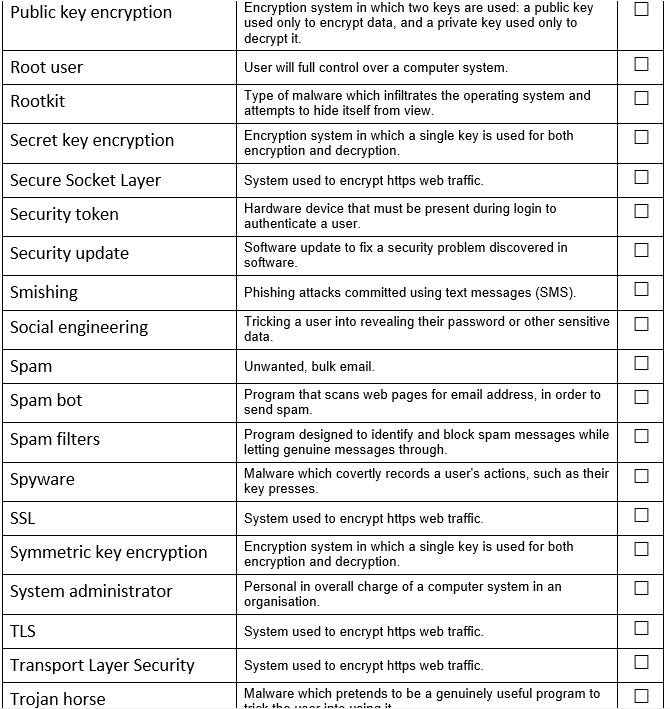 Public key encryption
Encryption system in which two keys are used: a public key
used only to encrypt data, and a private key used only to
decrypt it.
Root user
User will full control over a computer system.
Rootkit
Type of malware which infiltrates the operating system and
attempts to hide itself from view.
Secret key encryption
Encryption system in which a single key is used for both
encryption and decryption.
Secure Socket Layer
System used to encrypt https web traffic.
Security token
Hardware device that must be present during login to
authenticate a user.
Security update
Software update to fix a security problem discovered in
software.
Smishing
Phishing attacks committed using text messages (SMS).
Social engineering
Tricking a user into revealing their password or other sensitive
data.
Spam
Unwanted, bulk email.
Spam bot
Program that scans web pages for email address, in order to
send spam.
Spam filters
Program designed to identify and block spam messages while
letting genuine messages through.
Spyware
Malware which covertly records a user's actions, such as their
key presses.
SSL
System used to encrypt https web traffic.
Symmetric key encryption
Encryption system in which a single key is used for both
encryption and decryption.
System administrator
Personal in overall charge of a computer system in an
organisation.
TLS
System used to encrypt https web traffic.
Transport Layer Security
System used to encrypt https web traffic.
Trojan horse
Malware which pretends to be a genuinely useful program to
trick the user into using it.